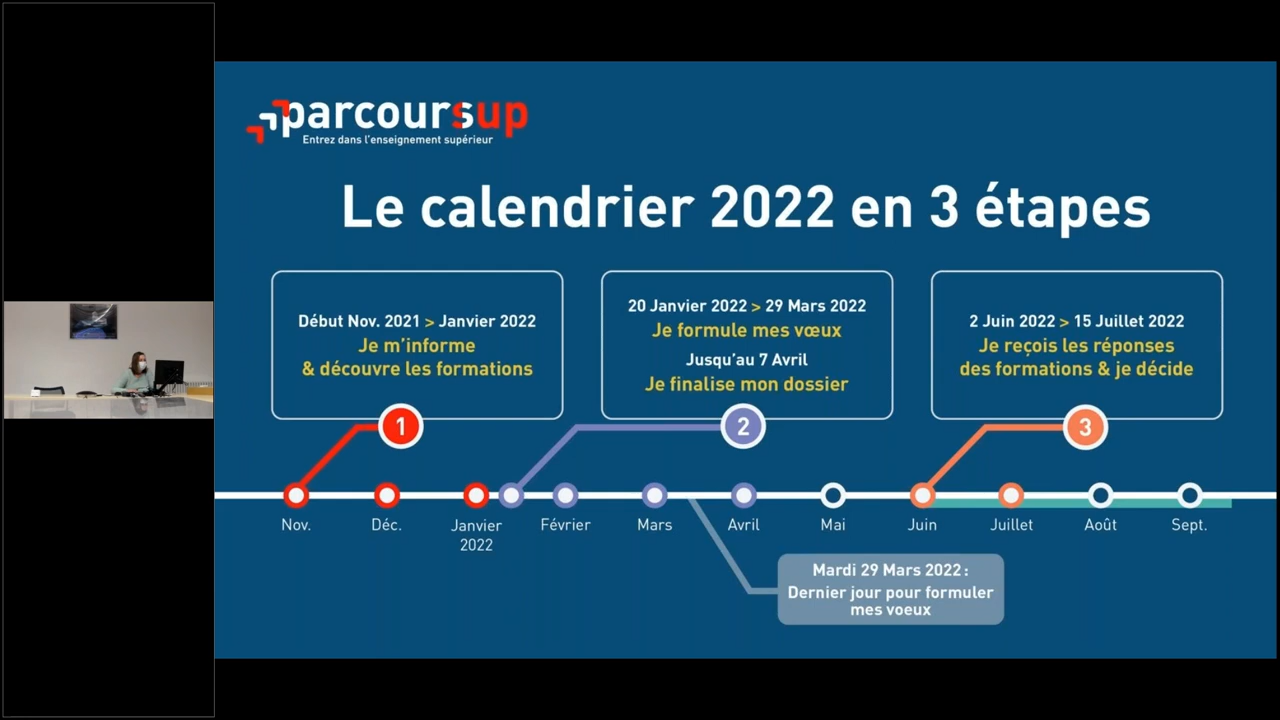 parcoursup
Entrez dans l'enseignement supérieur
Le calendrier 2022 en 3 étapes
Début Nov. 2021 > Janvier 2022
Je m'informe
& découvre les formations
1
20 Janvier 2022 > 29 Mars 2022
Je formule mes vœux
Jusqu'au 7 Avril
Je finalise mon dossier
2
2 Juin 2022 > 15 Juillet 2022
Je reçois les réponses
des formations & je décide
3
Nov.
Déc.
Janvier
2022
Février
Mars
Avril
Mai
Juin
Juillet
Août
Sept.
Mardi 29 Mars 2022 :
Dernier jour pour formuler
mes voeux